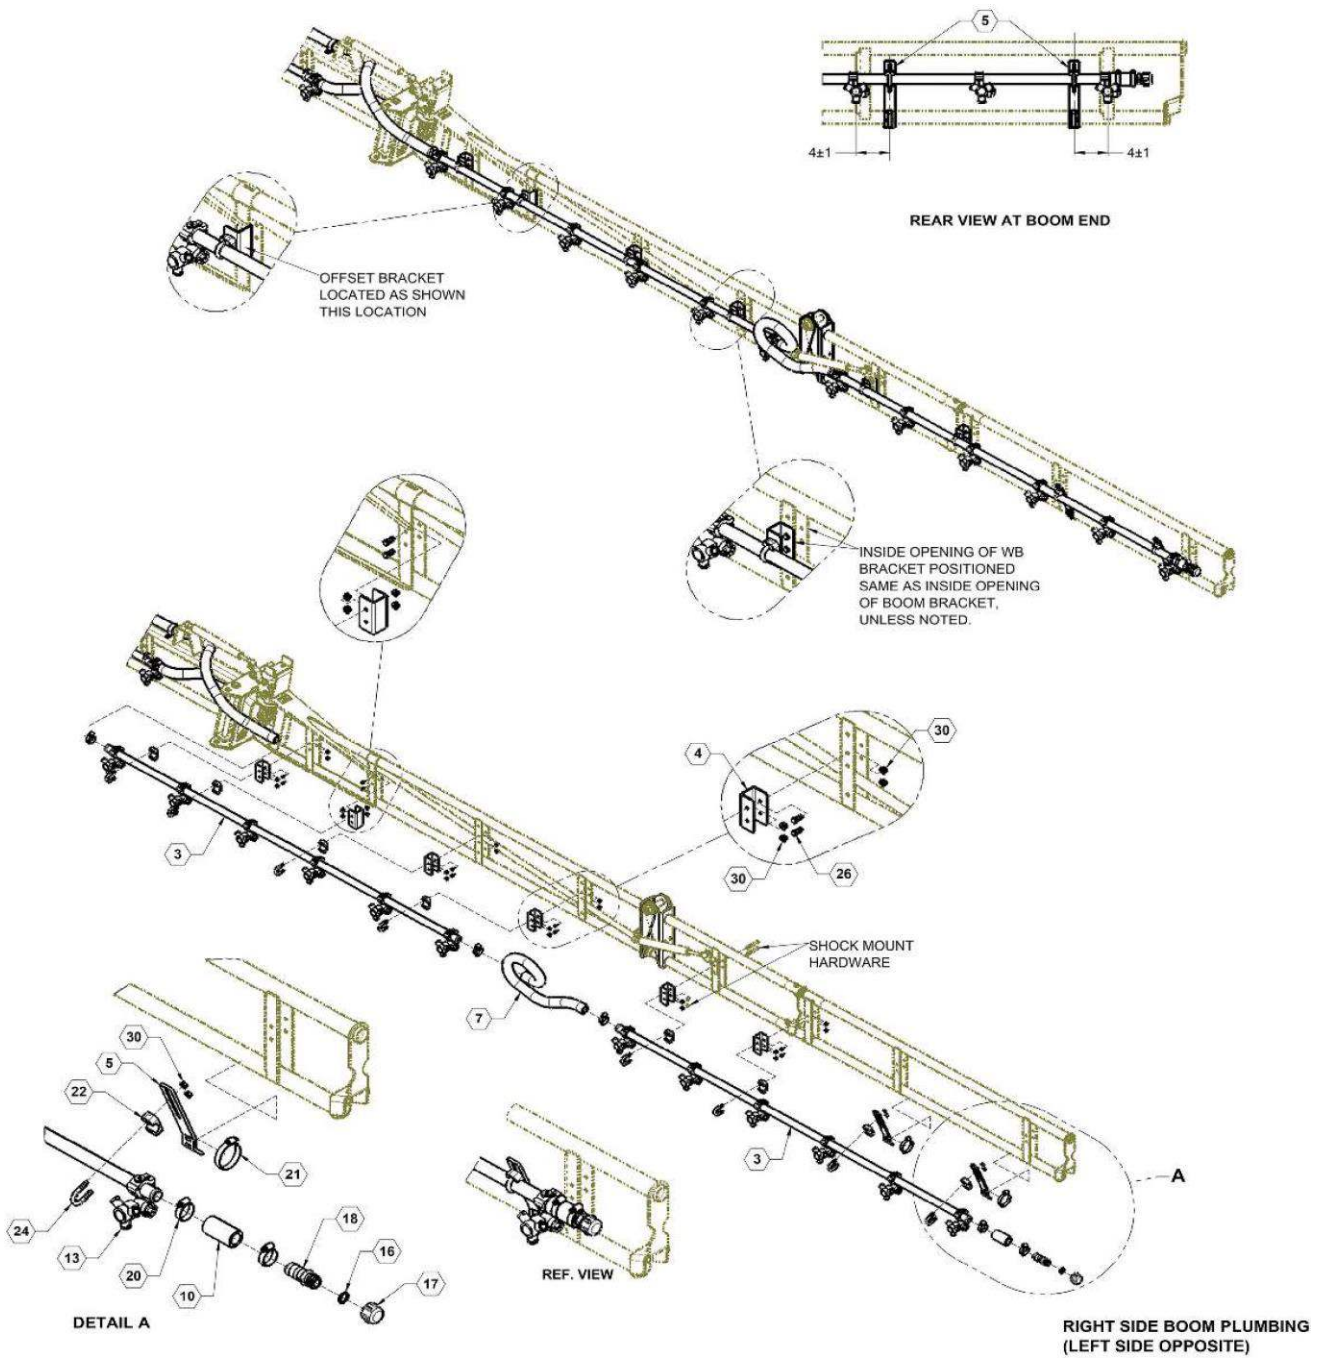 5
4±1
4±1
REAR VIEW AT BOOM END
OFFSET BRACKET
LOCATED AS SHOWN
THIS LOCATION
INSIDE OPENING OF WB
BRACKET POSITIONED
SAME AS INSIDE OPENING
OF BOOM BRACKET,
UNLESS NOTED.
4
30
3
30
26
SHOCK MOUNT
HARDWARE
7
30
5
22
21
3
A
24
13
20
10
18
16
17
REF. VIEW
DETAIL A
RIGHT SIDE BOOM PLUMBING
(LEFT SIDE OPPOSITE)